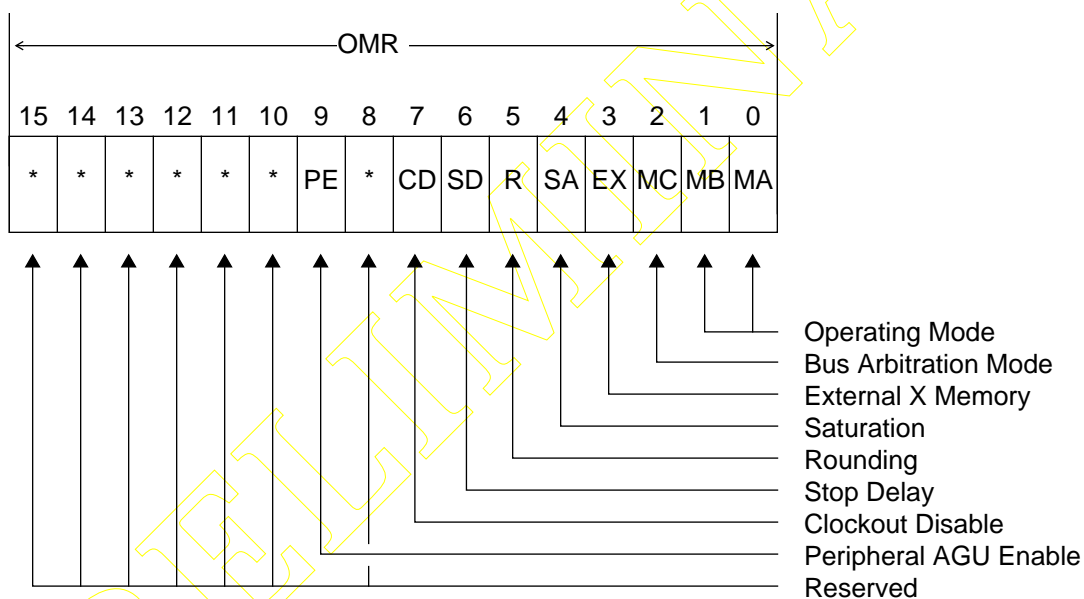 OMR
15 14 13 12 11 10 9 8 7 6 5 4 3 2 1 0
* * * * * * PE * CD SD R SA EX MC MB MA
Operating Mode
Bus Arbitration Mode
External X Memory
Saturation
Rounding
Stop Delay
Clockout Disable
Peripheral AGU Enable
Reserved